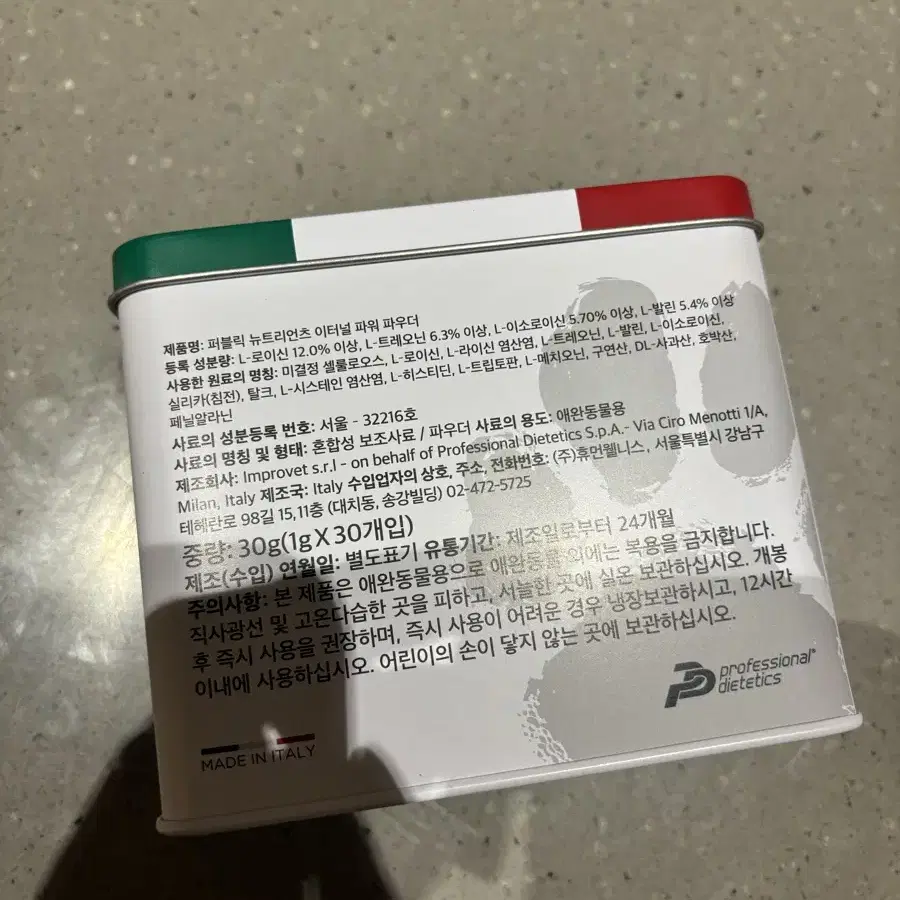 제품명: 퍼블릭 뉴트리언츠 이터널 파워 파우더
등록 성분량: L-로이신 12.0% 이상, L-트레오닌 6.3% 이상, L-이소로이신 5.70% 이상, L-발린 5.4% 이상
사용한 원료의 명칭: 미결정 셀룰로오스, L-로이신, L-라이신 염산염, L-트레오닌, L-발린, L-이소로이신,
실리카(침전), 탈크, L-시스테인 염산염, L-히스티딘, L-트립토판, L-메치오닌, 구연산, DL-사과산, 호박산,
페닐알라닌
사료의 성분등록 번호: 서울 - 32216호
사료의 명칭 및 형태: 혼합성 보조사료 / 파우더 사료의 용도: 애완동물용
제조회사: Improvet s.r.l - on behalf of Professional Dietetics S.p.A.- Via Ciro Menotti 1/A,
Milan, Italy 제조국: Italy 수입업자의 상호, 주소, 전화번호: (주)휴먼웰니스, 서울특별시 강남구
테헤란로 98길 15, 11층 (대치동, 송강빌딩) 02-472-5725
중량: 30g(1g X 30개입)
제조(수입) 연월일: 별도표기 유통기간: 제조일로부터 24개월
주의사항: 본 제품은 애완동물용으로 애완동물 외에는 복용을 금지합니다.
직사광선 및 고온다습한 곳을 피하고, 서늘한 곳에 실온 보관하십시오. 개봉
후 즉시 사용을 권장하며, 즉시 사용이 어려운 경우 냉장보관하시고, 12시간
이내에 사용하십시오. 어린이의 손이 닿지 않는 곳에 보관하십시오.
professional
dietetics
MADE IN ITALY